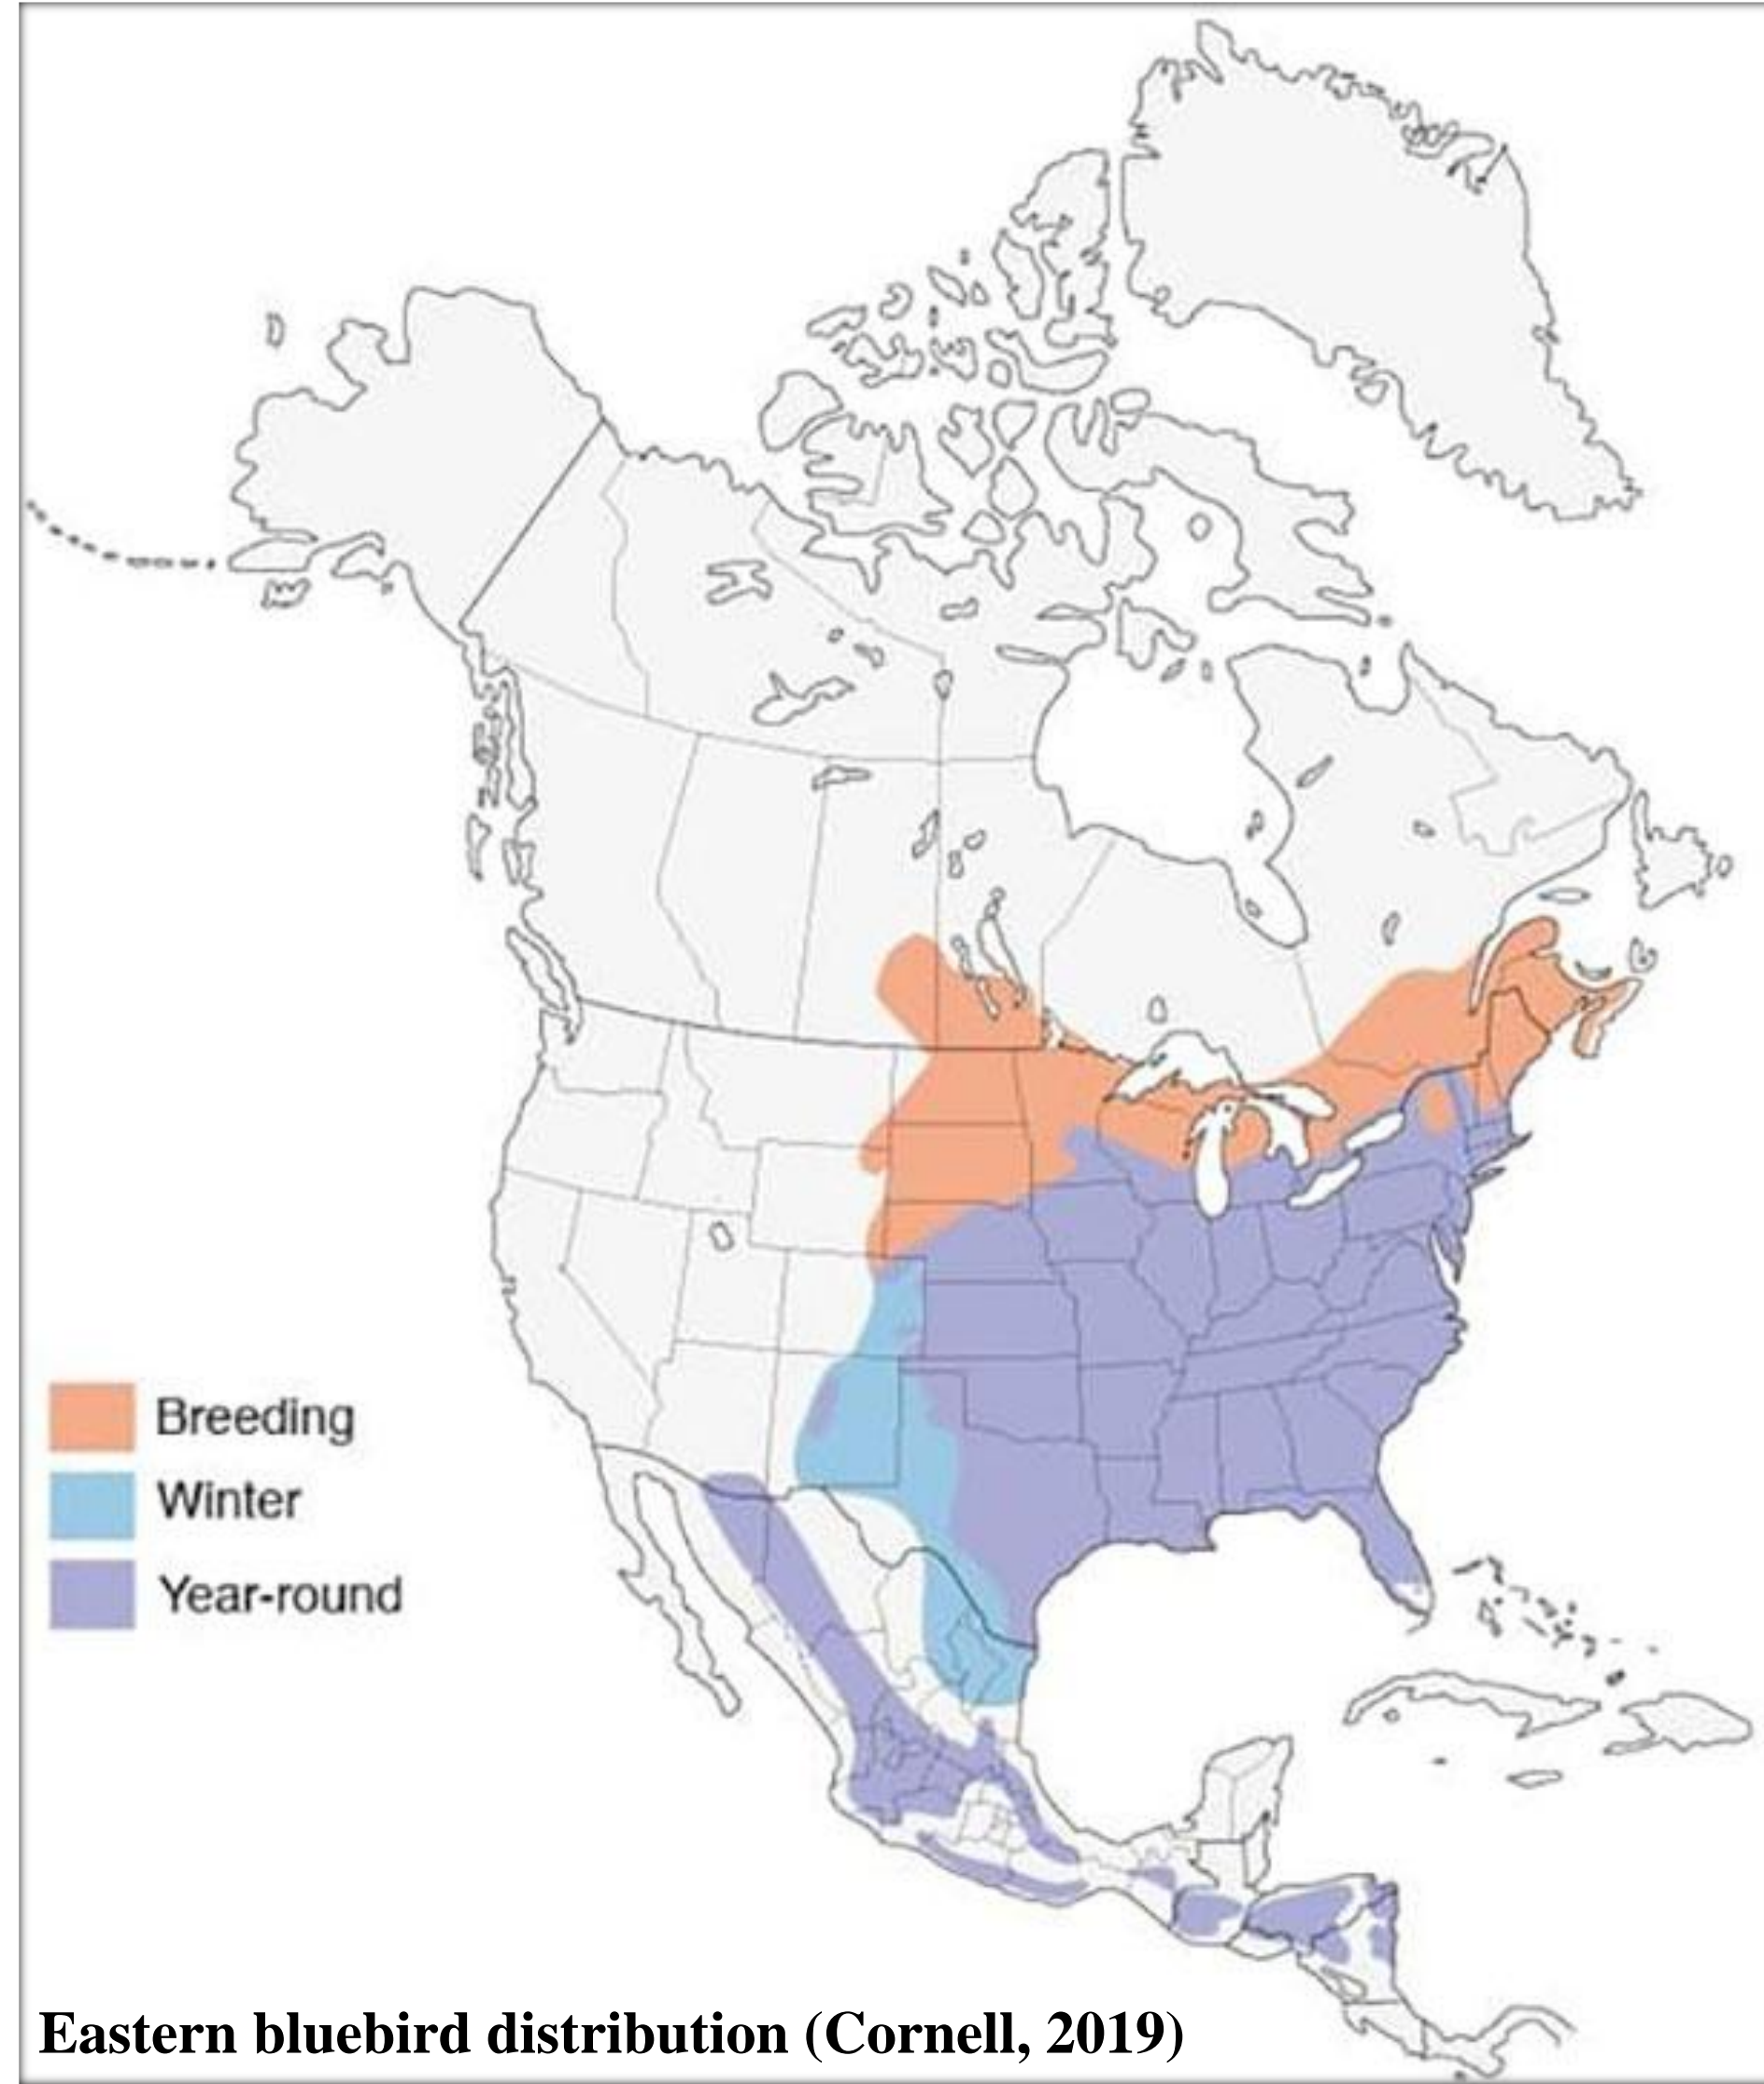 Breeding
Winter
Year-round
Eastern bluebird distribution (Cornell, 2019)